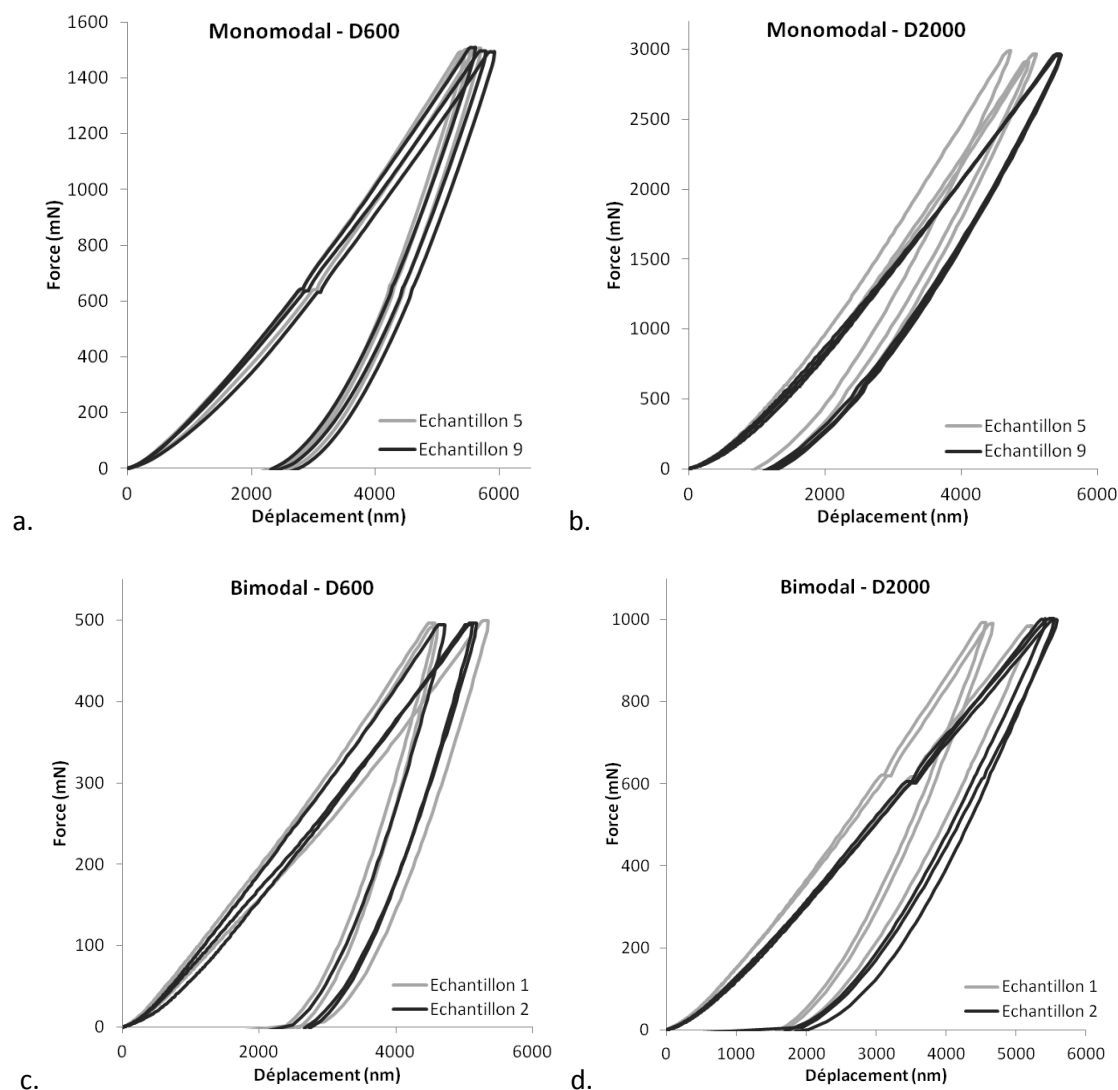 Monomodal - D600
1600
1400
1200
1000
800
600
400
200
0
Force (mN)
0 2000 4000 6000
Déplacement (nm)
Echantillon 5
Echantillon 9
a.
Monomodal - D2000
3000
2500
2000
1500
1000
500
0
Force (mN)
0 2000 4000 6000
Déplacement (nm)
Echantillon 5
Echantillon 9
b.
Bimodal - D600
500
400
300
200
100
0
Force (mN)
0 2000 4000 6000
Déplacement (nm)
Echantillon 1
Echantillon 2
c.
Bimodal - D2000
1000
800
600
400
200
0
Force (mN)
0 1000 2000 3000 4000 5000 6000
Déplacement (nm)
Echantillon 1
Echantillon 2
d.